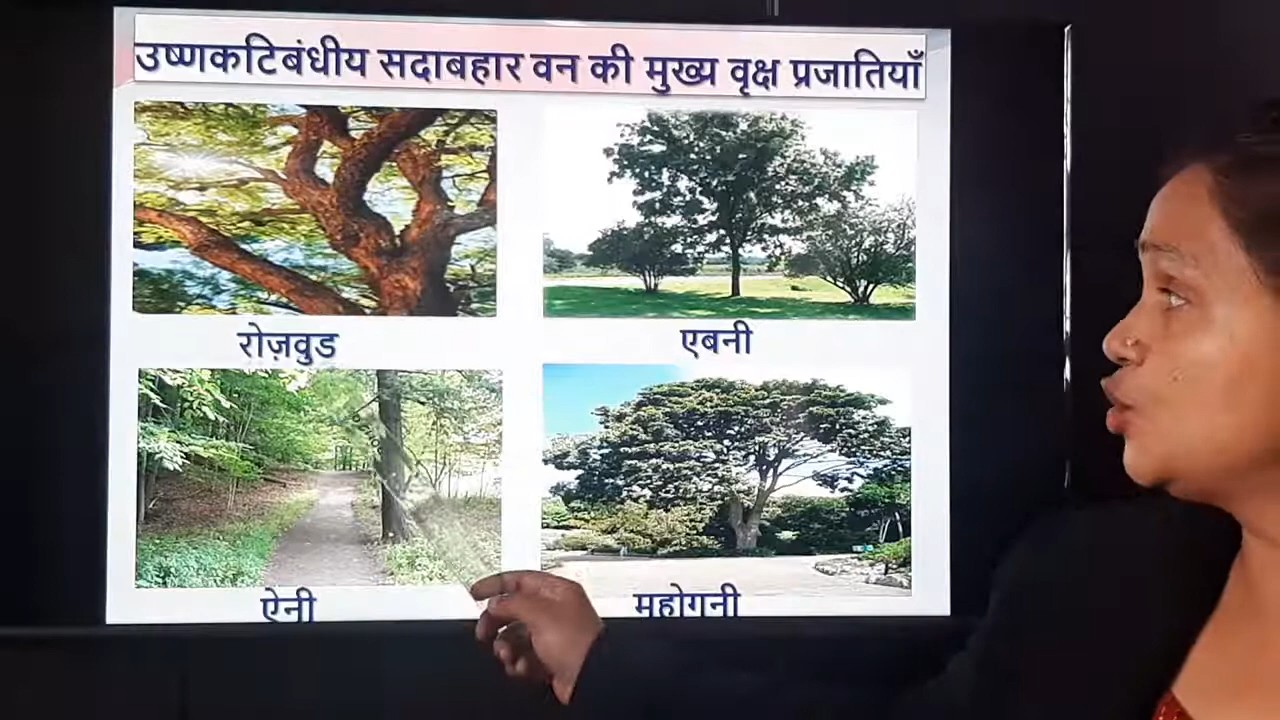 उष्णकटिबंधीय सदाबहार वन की मुख्य वृक्ष प्रजातियाँ
रोज़वुड
एबनी
ऐनी
महोगनी